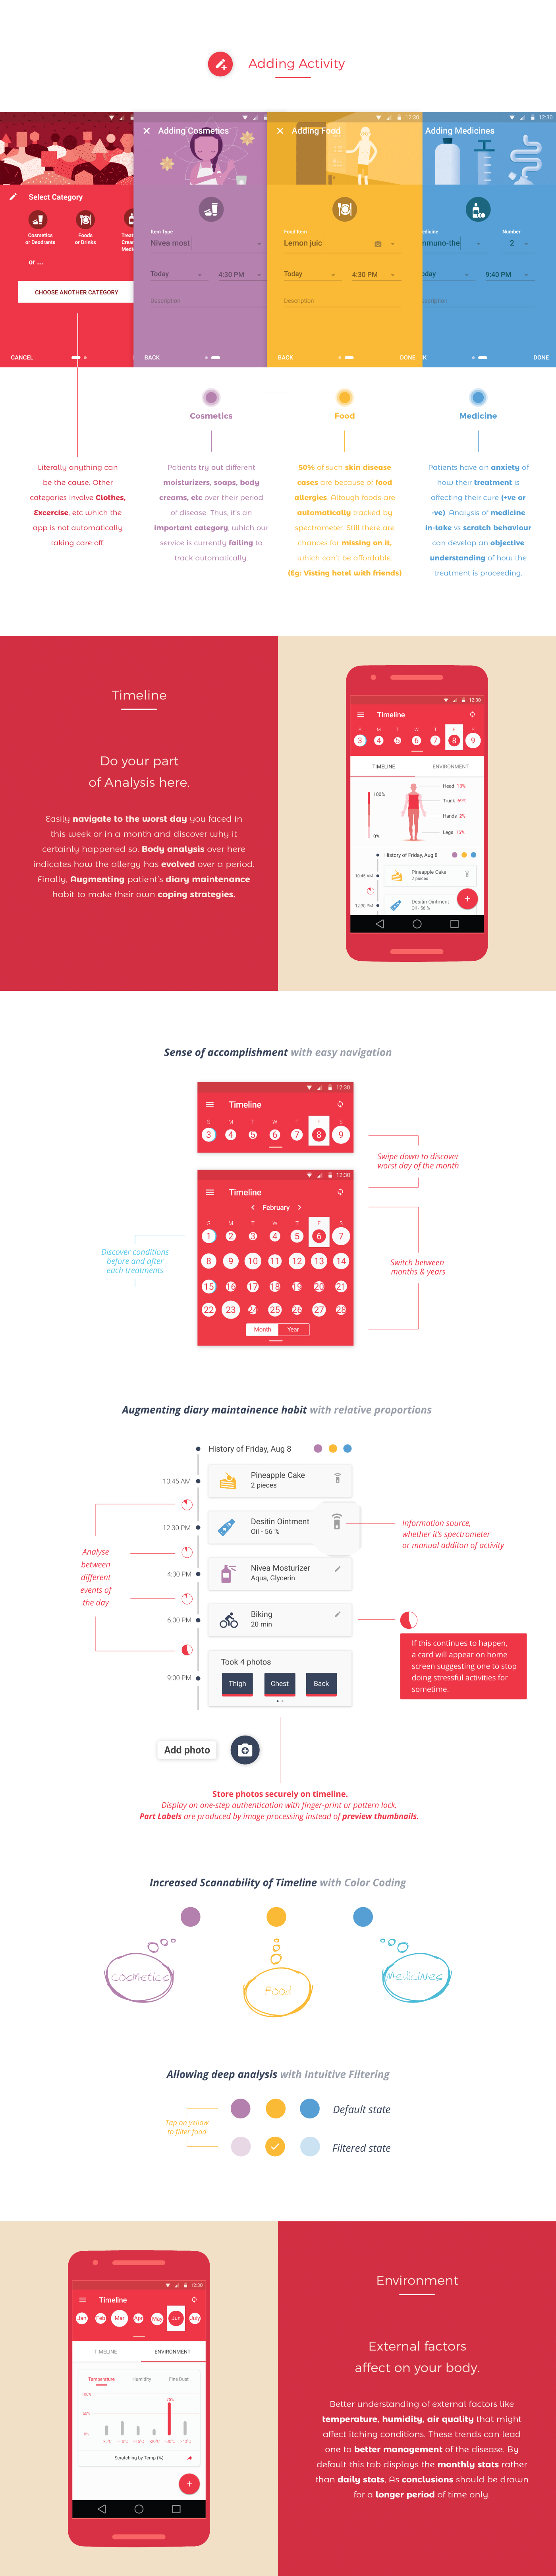 Adding Activity
12:30
12:30
Adding Cosmetics
Adding Food
Adding Medicines
Select Category
Cosmetics
or Deodrants
Foods
or Drinks
Treat
Crea
Medi
or ...
CHOOSE ANOTHER CATEGORY
CANCEL
Item Type
Nivea most
Today
4:30 PM
Description
BACK
Food Item
Lemon juic
Today
4:30 PM
Description
BACK
DONE
edicine
Number
mmuno-the
2
oday
9:40 PM
escription
K
DONE
Cosmetics
Food
Medicine
Literally anything can
be the cause. Other
categories involve Clothes,
Excercise, etc which the
app is not automatically
taking care off.
Patients try out different
moisturizers, soaps, body
creams, etc over their period
of disease. Thus, it's an
important category, which our
service is currently failing to
track automatically.
50% of such skin disease
cases are because of food
allergies. Altough foods are
automatically tracked by
spectrometer. Still there are
chances for missing on it,
which can't be affordable.
(Eg: Visting hotel with friends)
Patients have an anxiety of
how their treatment is
affecting their cure (+ve or
-ve). Analysis of medicine
in-take vs scratch behaviour
can develop an objective
understanding of how the
treatment is proceeding.
Timeline
Do your part
of Analysis here.
Easily navigate to the worst day you faced in
this week or in a month and discover why it
certainly happened so. Body analysis over here
indicates how the allergy has evolved over a period.
Finally, Augmenting patient's diary maintenance
habit to make their own coping strategies.
12:30
Timeline
S M T W T F S
3 4 5 6 7 8 9
TIMELINE
ENVIRONMENT
100%
0%
Head 13%
Trunk 69%
Hands 2%
Legs 16%
History of Friday, Aug 8
10:45 AM
Pineapple Cake
2 pieces
12:30 PM
Desitin Ointment
Oil - 56 %
Sense of accomplishment with easy navigation
12:30
Timeline
S M T W T F S
3 4 5 6 7 8 9
Swipe down to discover
worst day of the month
12:30
Timeline
February
S M T W T F S
1 2 3 4 5 6 7
8 9 10 11 12 13 14
15 16 17 18 19 20 21
22 23 24 25 26 27 28
Month
Year
Discover conditions
before and after
each treatments
Switch between
months & years
Augmenting diary maintainence habit with relative proportions
History of Friday, Aug 8
10:45 AM
Pineapple Cake
2 pieces
12:30 PM
Desitin Ointment
Oil - 56 %
4:30 PM
Nivea Mosturizer
Aqua, Glycerin
6:00 PM
Biking
20 min
9:00 PM
Took 4 photos
Thigh
Chest
Back
Analyse
between
different
events of
the day
Information source,
whether it's spectrometer
or manual additon of activity
If this continues to happen,
a card will appear on home
screen suggesting one to stop
doing stressful activities for
sometime.
Add photo
Store photos securely on timeline.
Display on one-step authentication with finger-print or pattern lock.
Part Labels are produced by image processing instead of preview thumbnails.
Increased Scannability of Timeline with Color Coding
Cosmetics
Food
Medicines
Allowing deep analysis with Intuitive Filtering
Tap on yellow
to filter food
Default state
Filtered state
12:30
Timeline
Jan Feb Mar Apr May Jun July
TIMELINE
ENVIRONMENT
Temperature
Humidity
Fine Dust
100%
50%
0%
78%
>0°C >10°C >15°C >20°C >30°C >40°C
Scratching by Temp (%)
Environment
External factors
affect on your body.
Better understanding of external factors like
temperature, humidity, air quality that might
affect itching conditions. These trends can lead
one to better management of the disease. By
default this tab displays the monthly stats rather
than daily stats. As conclusions should be drawn
for a longer period of time only.